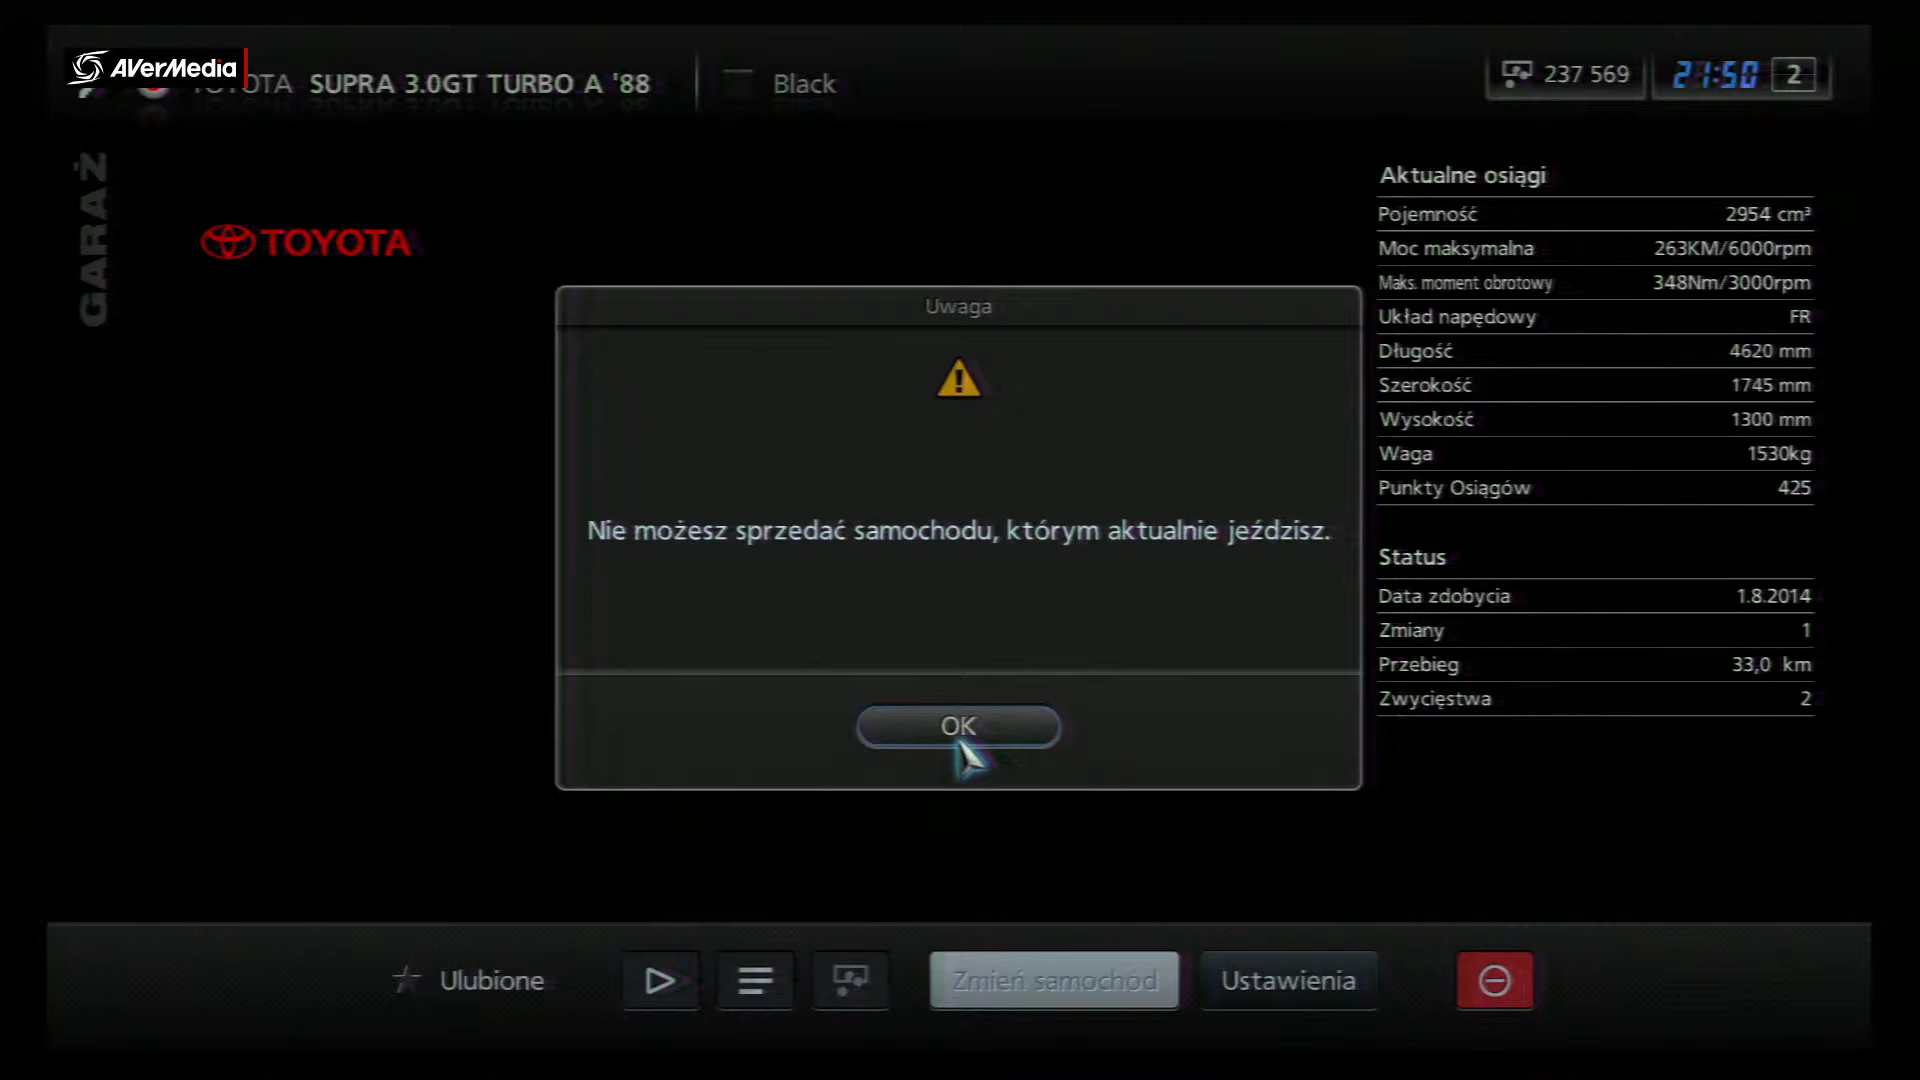 AVerMedia
TOYOTA SUPRA 3.0GT TURBO A '88
Black
237 569
21:50
2
GARAŻ
TOYOTA
Aktualne osiągi
Pojemność 2954 cm³
Moc maksymalna 263KM/6000rpm
Maks. moment obrotowy 348Nm/3000rpm
Układ napędowy FR
Długość 4620 mm
Szerokość 1745 mm
Wysokość 1300 mm
Waga 1530kg
Punkty Osiągów 425
Status
Data zdobycia 1.8.2014
Zmiany 1
Przebieg 33,0 km
Zwycięstwa 2
Uwaga
Nie możesz sprzedać samochodu, którym aktualnie jeździsz.
OK
Ulubione
Zmień samochód
Ustawienia